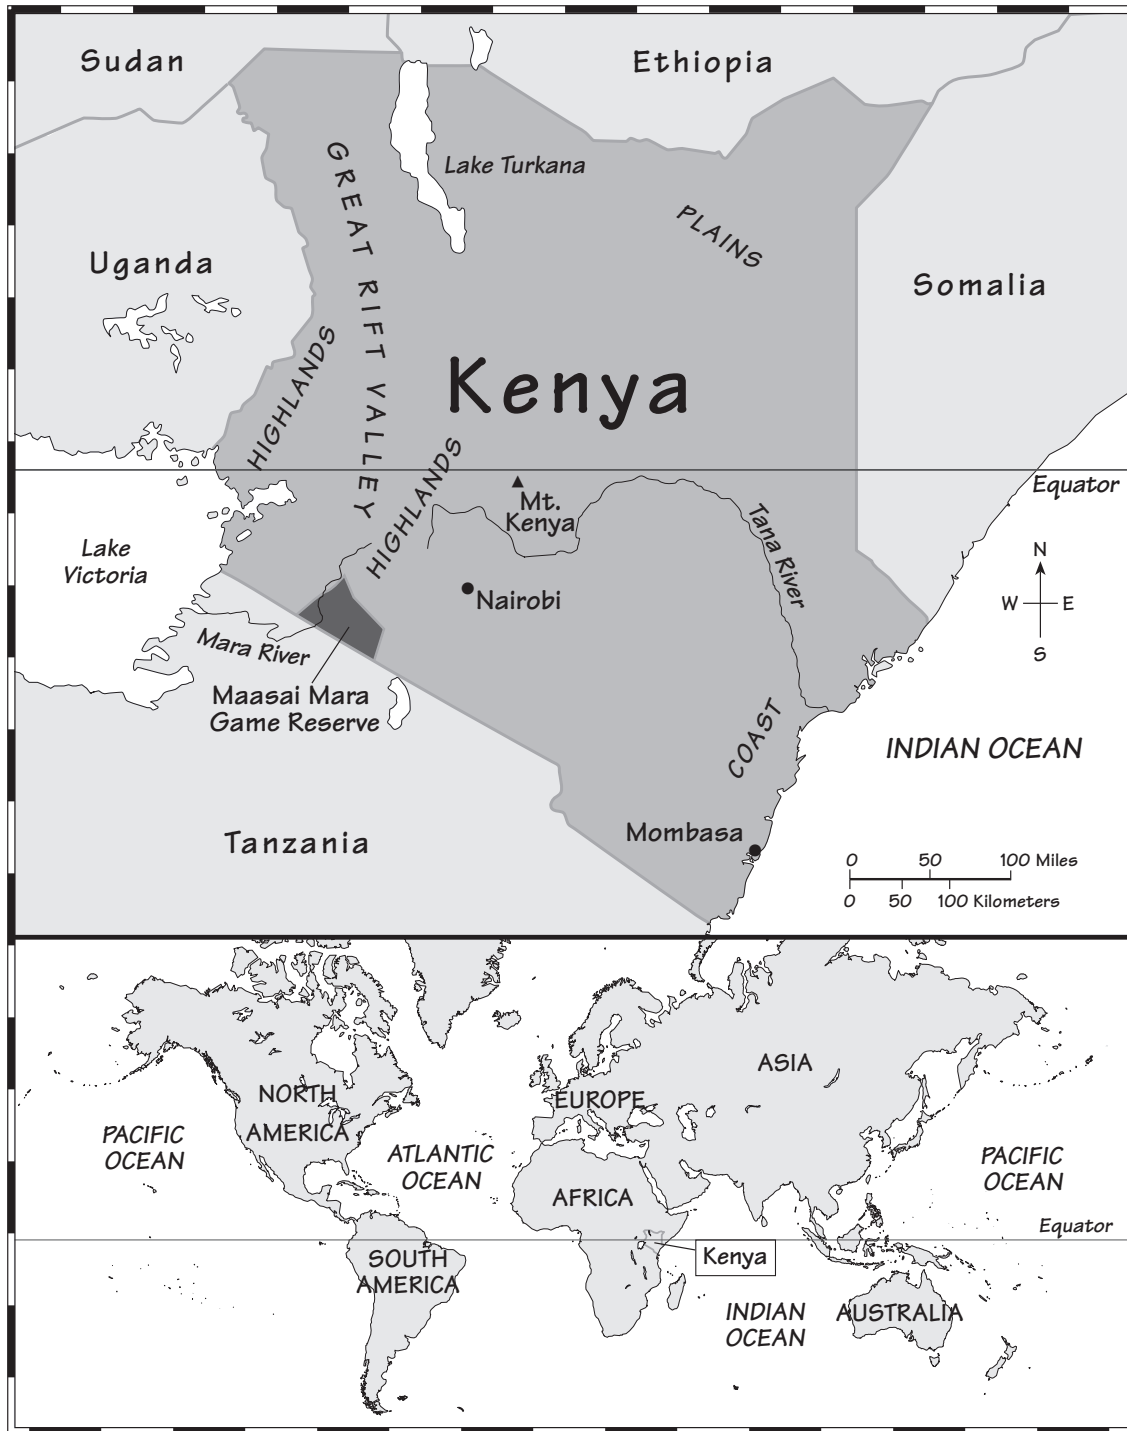 Sudan
Ethiopia
Lake Turkana
GREAT RIFT VALLEY
PLAINS
Uganda
Somalia
HIGHLANDS
Kenya
HIGHLANDS
Equator
Mt.
Kenya
Tana River
Lake
Victoria
N
W E
S
Nairobi
Mara River
Maasai Mara
Game Reserve
COAST
INDIAN OCEAN
Tanzania
Mombasa
0 50 100 Miles
0 50 100 Kilometers
ASIA
NORTH
AMERICA
EUROPE
PACIFIC
OCEAN
ATLANTIC
OCEAN
PACIFIC
OCEAN
AFRICA
Equator
Kenya
SOUTH
AMERICA
INDIAN
OCEAN
AUSTRALIA